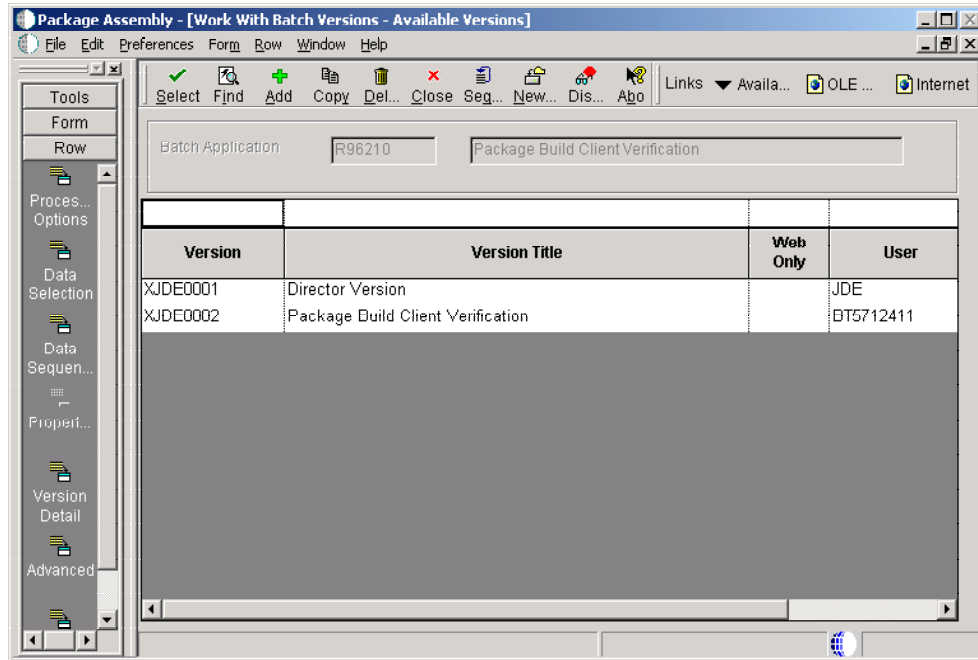 Package Assembly - [Work With Batch Versions - Available Versions]
File Edit Preferences Form Row Window Help
Select Find Add Copy Del... Close Seq... New... Dis... Abo Links Availa... OLE ... Internet
Tools
Form
Row
Proces...
Options
Data
Selection
Data
Sequen...
Propert...
Version
Detail
Advanced
Batch Application R96210 Package Build Client Verification
Version Version Title Web Only User
XJDE0001 Director Version JDE
XJDE0002 Package Build Client Verification BT5712411